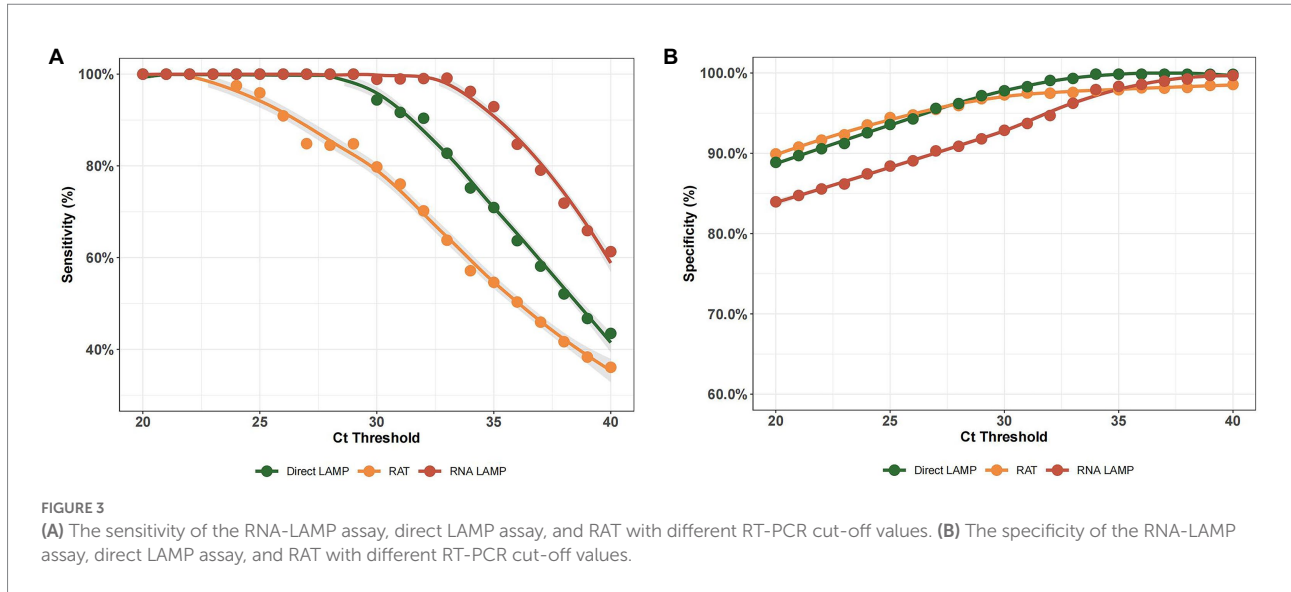 A
100%
80%
60%
40%
Sensitivity (%)
20
25
30
35
40
Ct Threshold
Direct LAMP
RAT
RNA LAMP
B
100.0%
90.0%
80.0%
70.0%
60.0%
Specificity (%)
20
25
30
35
40
Ct Threshold
Direct LAMP
RAT
RNA LAMP
FIGURE 3
(A) The sensitivity of the RNA-LAMP assay, direct LAMP assay, and RAT with different RT-PCR cut-off values. (B) The specificity of the RNA-LAMP
assay, direct LAMP assay, and RAT with different RT-PCR cut-off values.